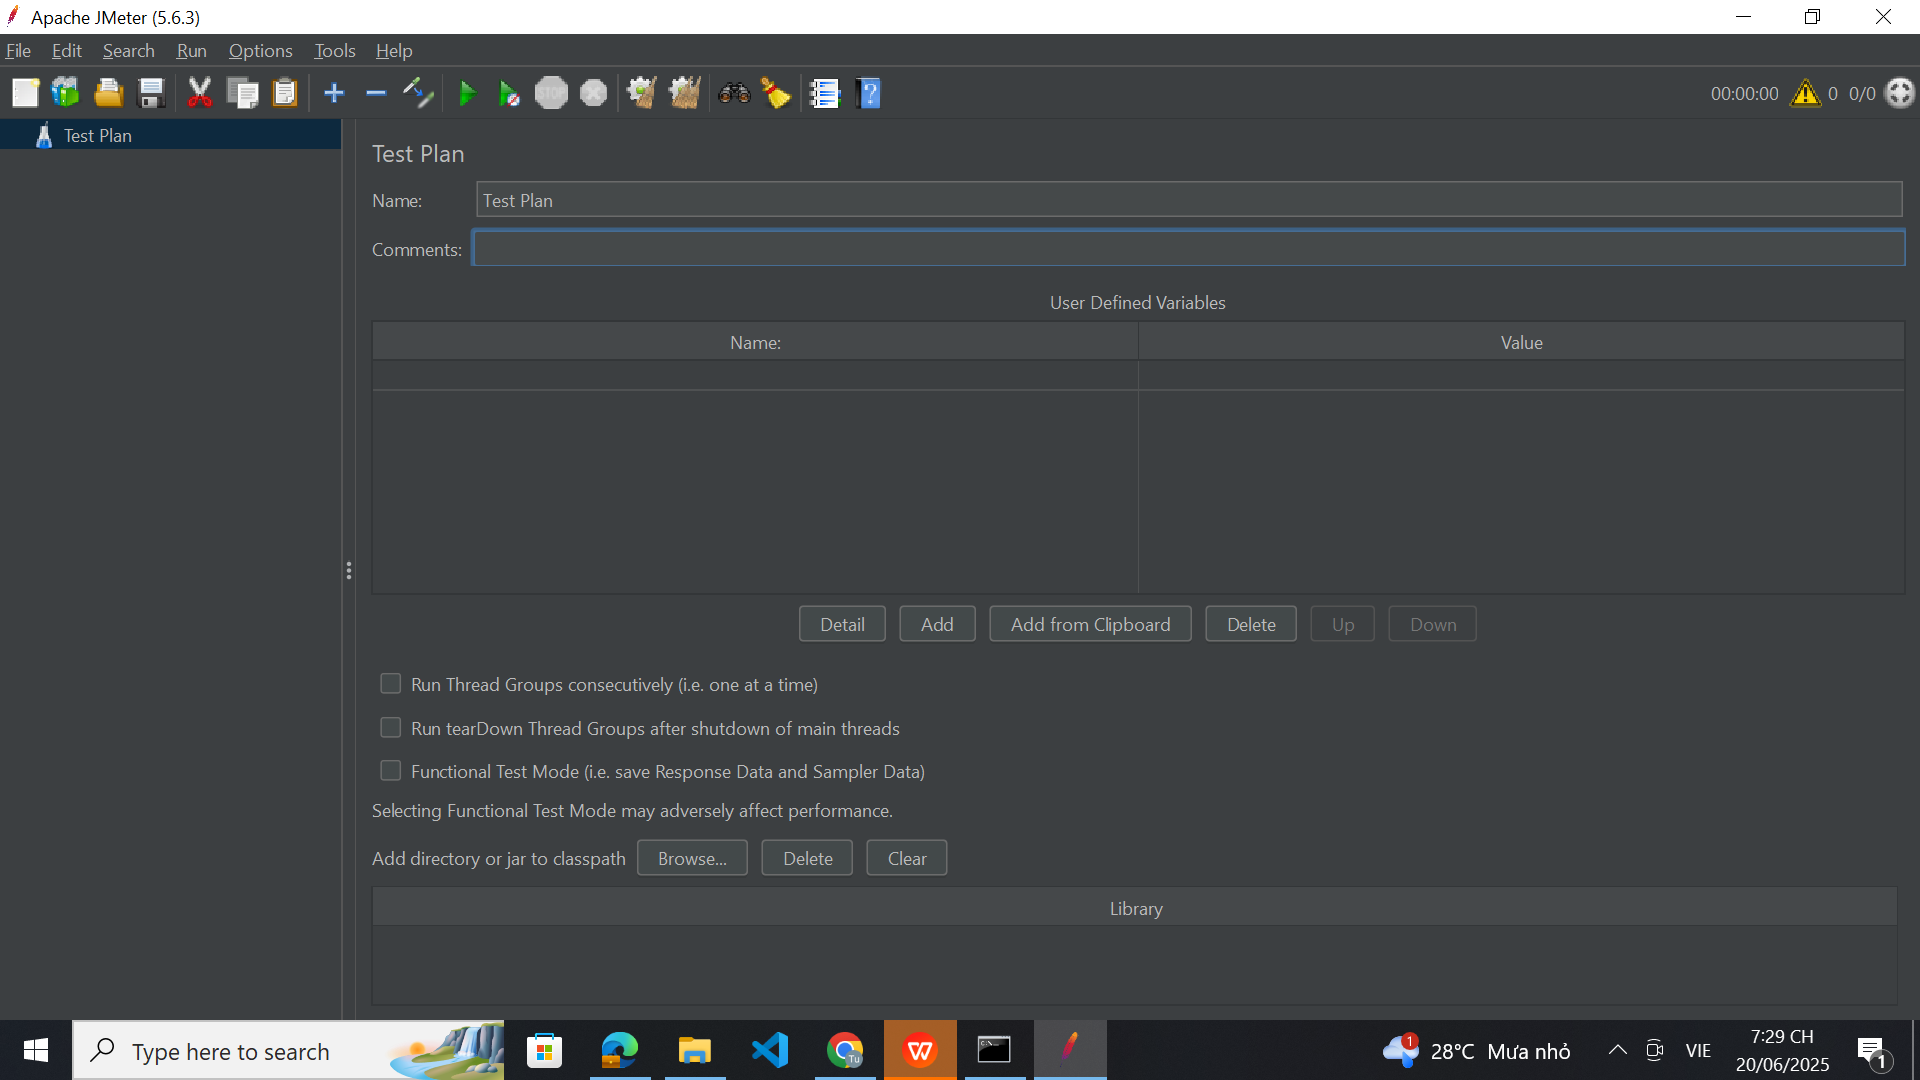 Apache JMeter (5.6.3)
File Edit Search Run Options Tools Help
STOP
?
00:00:00 0 0/0
Test Plan
Test Plan
Name: Test Plan
Comments:
User Defined Variables
Name: Value
Detail Add Add from Clipboard Delete Up Down
Run Thread Groups consecutively (i.e. one at a time)
Run tearDown Thread Groups after shutdown of main threads
Functional Test Mode (i.e. save Response Data and Sampler Data)
Selecting Functional Test Mode may adversely affect performance.
Add directory or jar to classpath Browse... Delete Clear
Library
Type here to search
Tu
W
1
28°C Mưa nhỏ
VIE
7:29 CH
20/06/2025
1